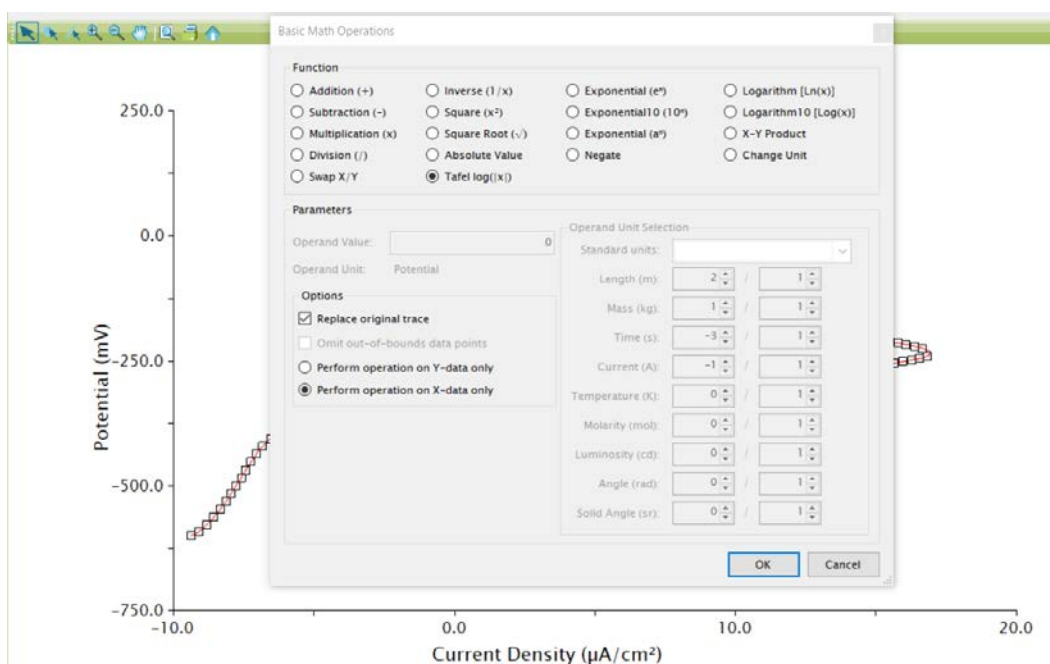 Basic Math Operations
Function
Addition (+) Inverse (1/x) Exponential (eˣ) Logarithm [Ln(x)]
Subtraction (-) Square (x²) Exponential10 (10ˣ) Logarithm10 [Log(x)]
Multiplication (x) Square Root (√) Exponential (aˣ) X-Y Product
Division (/) Absolute Value Negate Change Unit
Swap X/Y Tafel log(|x|)
Parameters
Operand Value: 0
Operand Unit: Potential
Options
Replace original trace
Omit out-of-bounds data points
Perform operation on Y-data only
Perform operation on X-data only
Operand Unit Selection
Standard units:
Length (m): 2 / 1
Mass (kg): 1 / 1
Time (s): -3 / 1
Current (A): -1 / 1
Temperature (K): 0 / 1
Molarity (mol): 0 / 1
Luminosity (cd): 0 / 1
Angle (rad): 0 / 1
Solid Angle (sr): 0 / 1
OK Cancel
Potential (mV)
250.0
0.0
-250.0
-500.0
-750.0
-10.0 0.0 10.0 20.0
Current Density (µA/cm²)